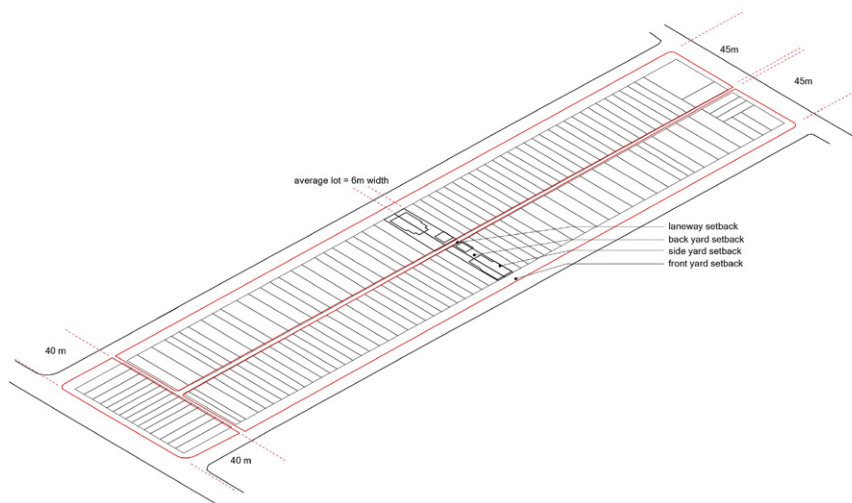 45m
45m
average lot = 6m width
laneway setback
back yard setback
side yard setback
front yard setback
40 m
40 m